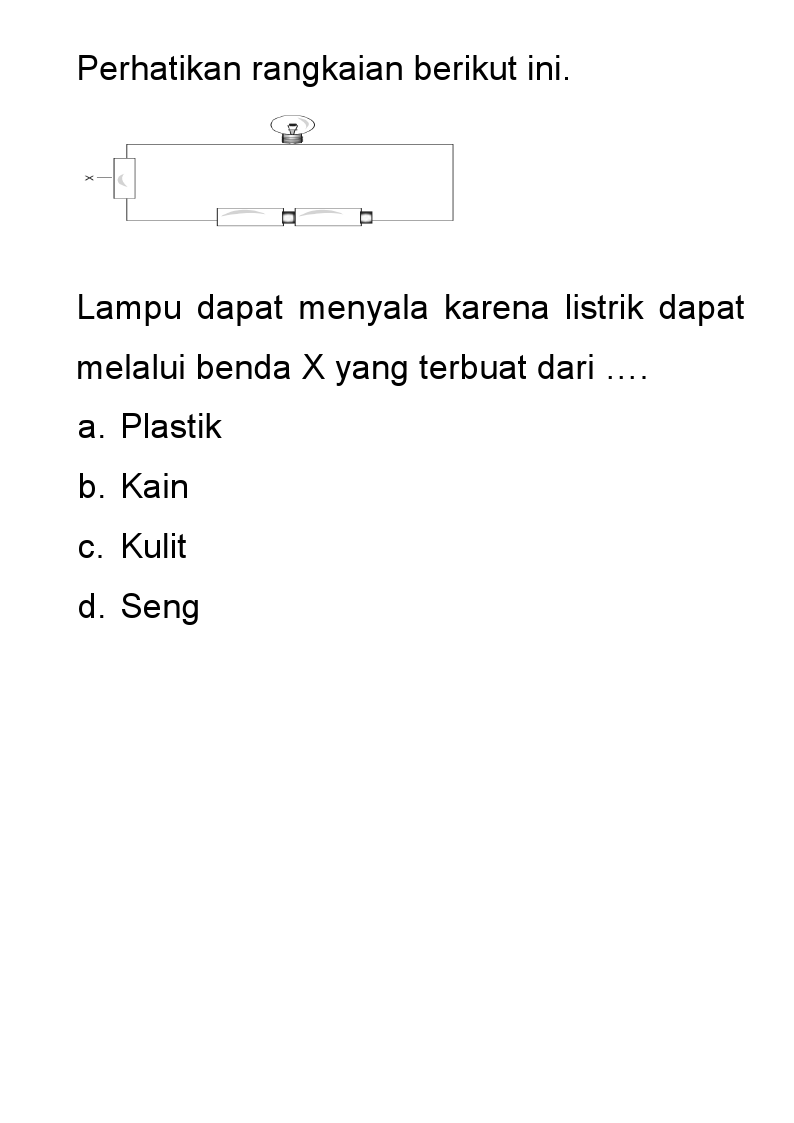 Perhatikan rangkaian berikut ini.
x
Lampu dapat menyala karena listrik dapat
melalui benda X yang terbuat dari ….
a. Plastik
b. Kain
c. Kulit
d. Seng